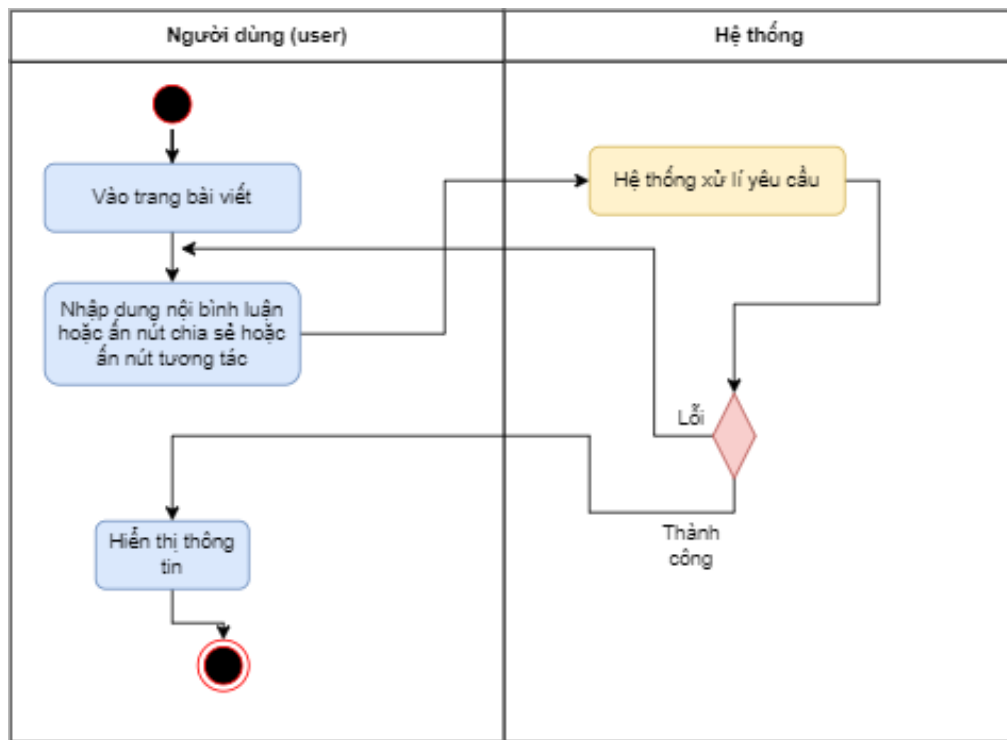 Người dùng (user)
Hệ thống
Vào trang bài viết
Hệ thống xử lí yêu cầu
Nhập dung nội bình luận
hoặc ấn nút chia sẻ hoặc
ấn nút tương tác
Lỗi
Thành
công
Hiển thị thông
tin